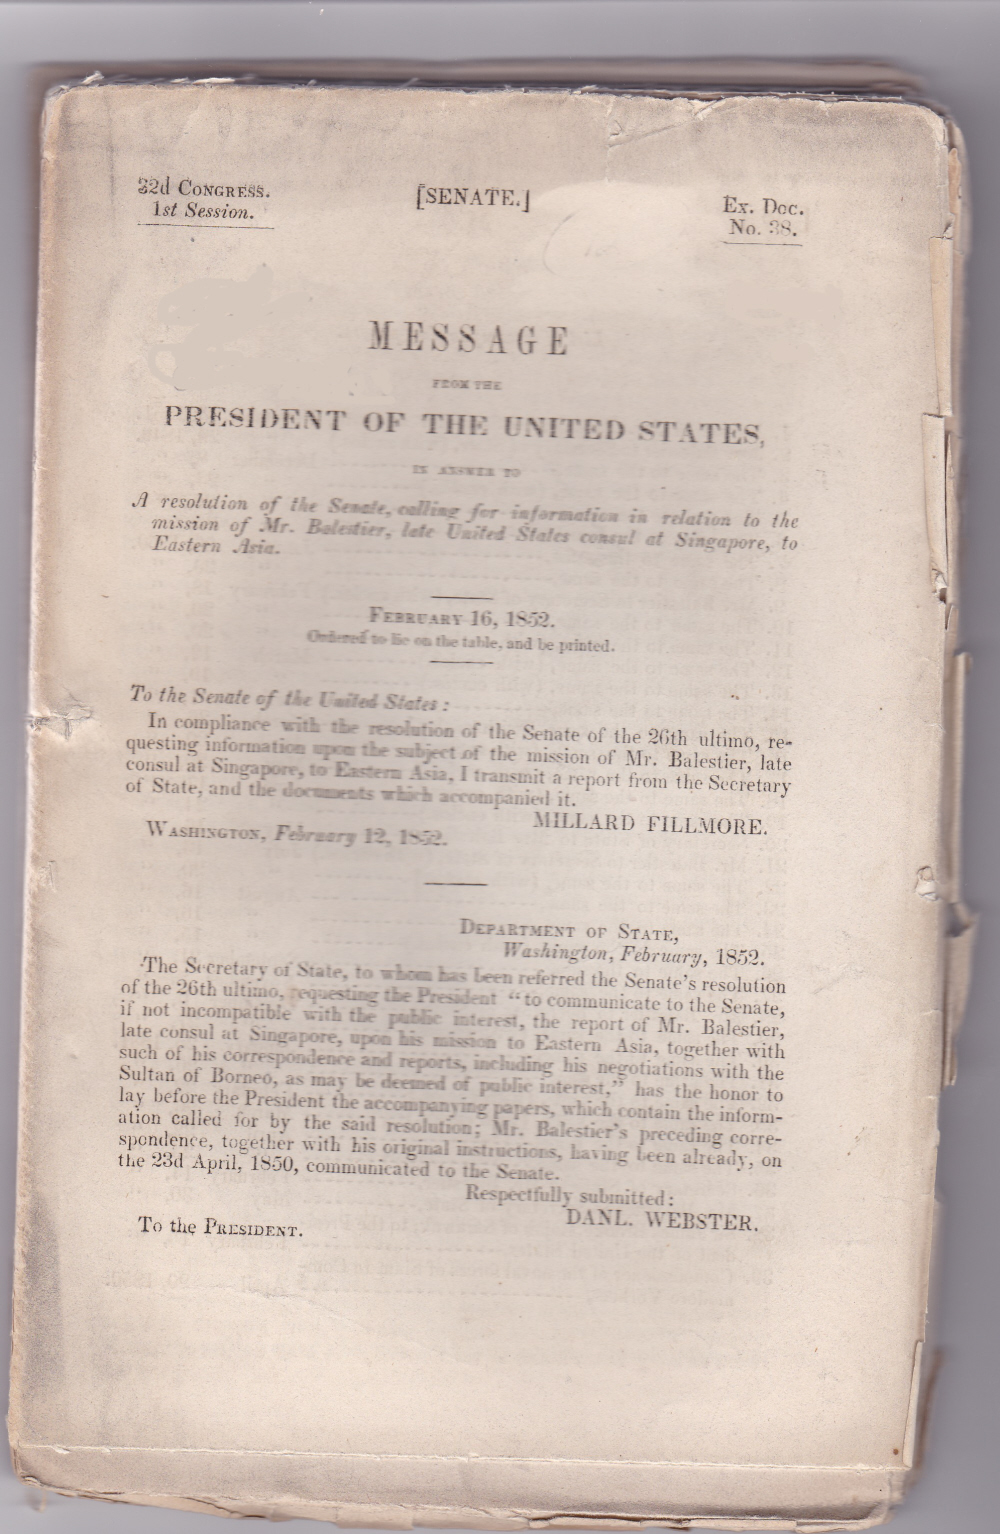 32d Congress.
1st Session.
[SENATE.]
Ex. Doc.
No. 38.
MESSAGE
FROM THE
PRESIDENT OF THE UNITED STATES,
IN ANSWER TO
A resolution of the Senate, calling for information in relation to the
mission of Mr. Balestier, late United States consul at Singapore, to
Eastern Asia.
February 16, 1852.
Ordered to lie on the table, and be printed.
To the Senate of the United States:
In compliance with the resolution of the Senate of the 26th ultimo, re-
questing information upon the subject of the mission of Mr. Balestier, late
consul at Singapore, to Eastern Asia, I transmit a report from the Secretary
of State, and the documents which accompanied it.
MILLARD FILLMORE.
Washington, February 12, 1852.
Department of State,
Washington, February, 1852.
The Secretary of State, to whom has been referred the Senate's resolution
of the 26th ultimo, requesting the President "to communicate to the Senate,
if not incompatible with the public interest, the report of Mr. Balestier,
late consul at Singapore, upon his mission to Eastern Asia, together with
such of his correspondence and reports, including his negotiations with the
Sultan of Borneo, as may be deemed of public interest," has the honor to
lay before the President the accompanying papers, which contain the inform-
ation called for by the said resolution; Mr. Balestier's preceding corre-
spondence, together with his original instructions, having been already, on
the 23d April, 1850, communicated to the Senate.
Respectfully submitted:
DANL. WEBSTER.
To the President.